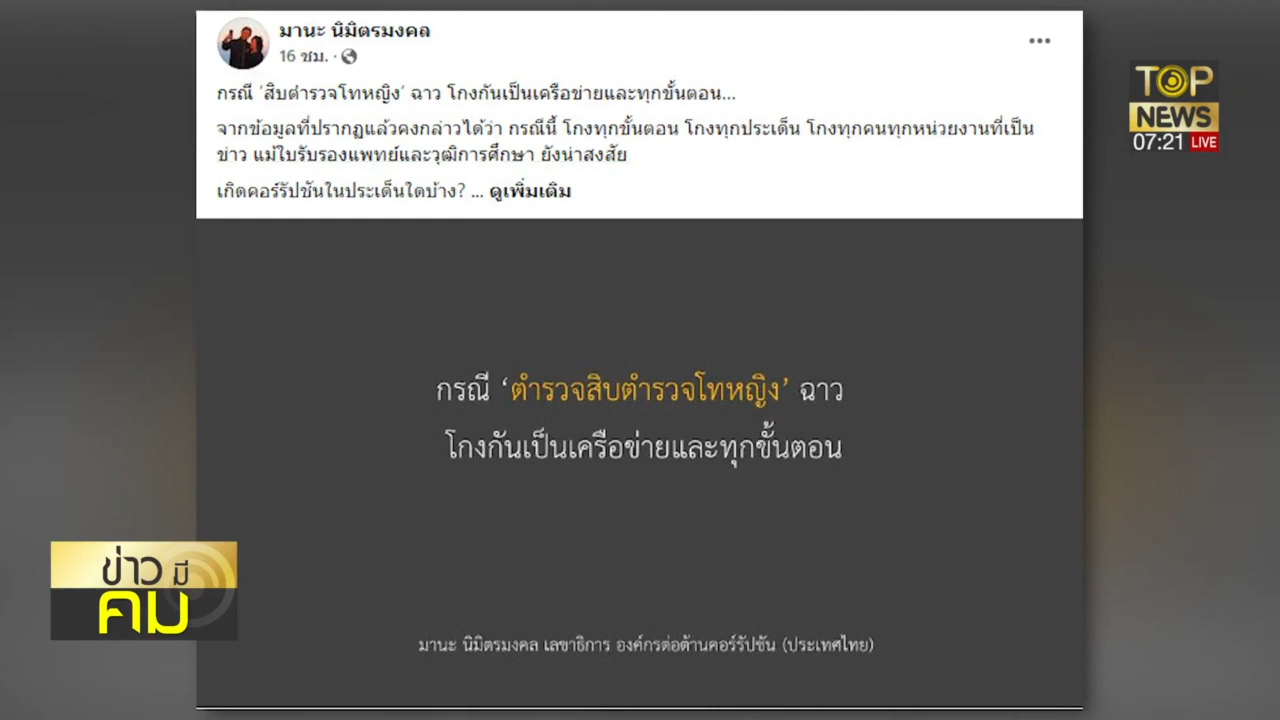 มานะ นิมิตรมงคล
16 ชม. ·
กรณี ‘สิบตำรวจโทหญิง’ ฉาว โกงกันเป็นเครือข่ายและทุกขั้นตอน...
จากข้อมูลที่ปรากฏแล้วคงกล่าวได้ว่า กรณีนี้ โกงทุกขั้นตอน โกงทุกประเด็น โกงทุกคนทุกหน่วยงานที่เป็น
ข่าว แม้ใบรับรองแพทย์และวุฒิการศึกษา ยังน่าสงสัย
เกิดคอร์รัปชันในประเด็นใดบ้าง? ... ดูเพิ่มเติม
TOP
NEWS
07:21 LIVE
กรณี ‘ตำรวจสิบตำรวจโทหญิง’ ฉาว
โกงกันเป็นเครือข่ายและทุกขั้นตอน
ข่าว มี
คม
มานะ นิมิตรมงคล เลขาธิการ องค์กรต่อต้านคอร์รัปชัน (ประเทศไทย)